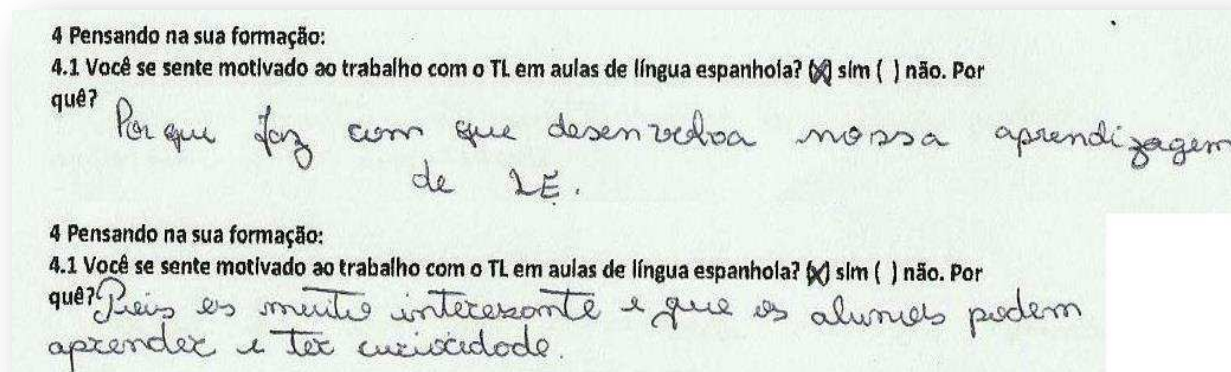 4 Pensando na sua formação:
4.1 Você se sente motivado ao trabalho com o TL em aulas de língua espanhola? (x) sim ( ) não. Por
quê? Porque faz com que desenvolva nossa aprendizagem
de LE.
4 Pensando na sua formação:
4.1 Você se sente motivado ao trabalho com o TL em aulas de língua espanhola? (x) sim ( ) não. Por
quê? Pois es muito interesante e que os alunos podem
aprender e ter curiosidade.